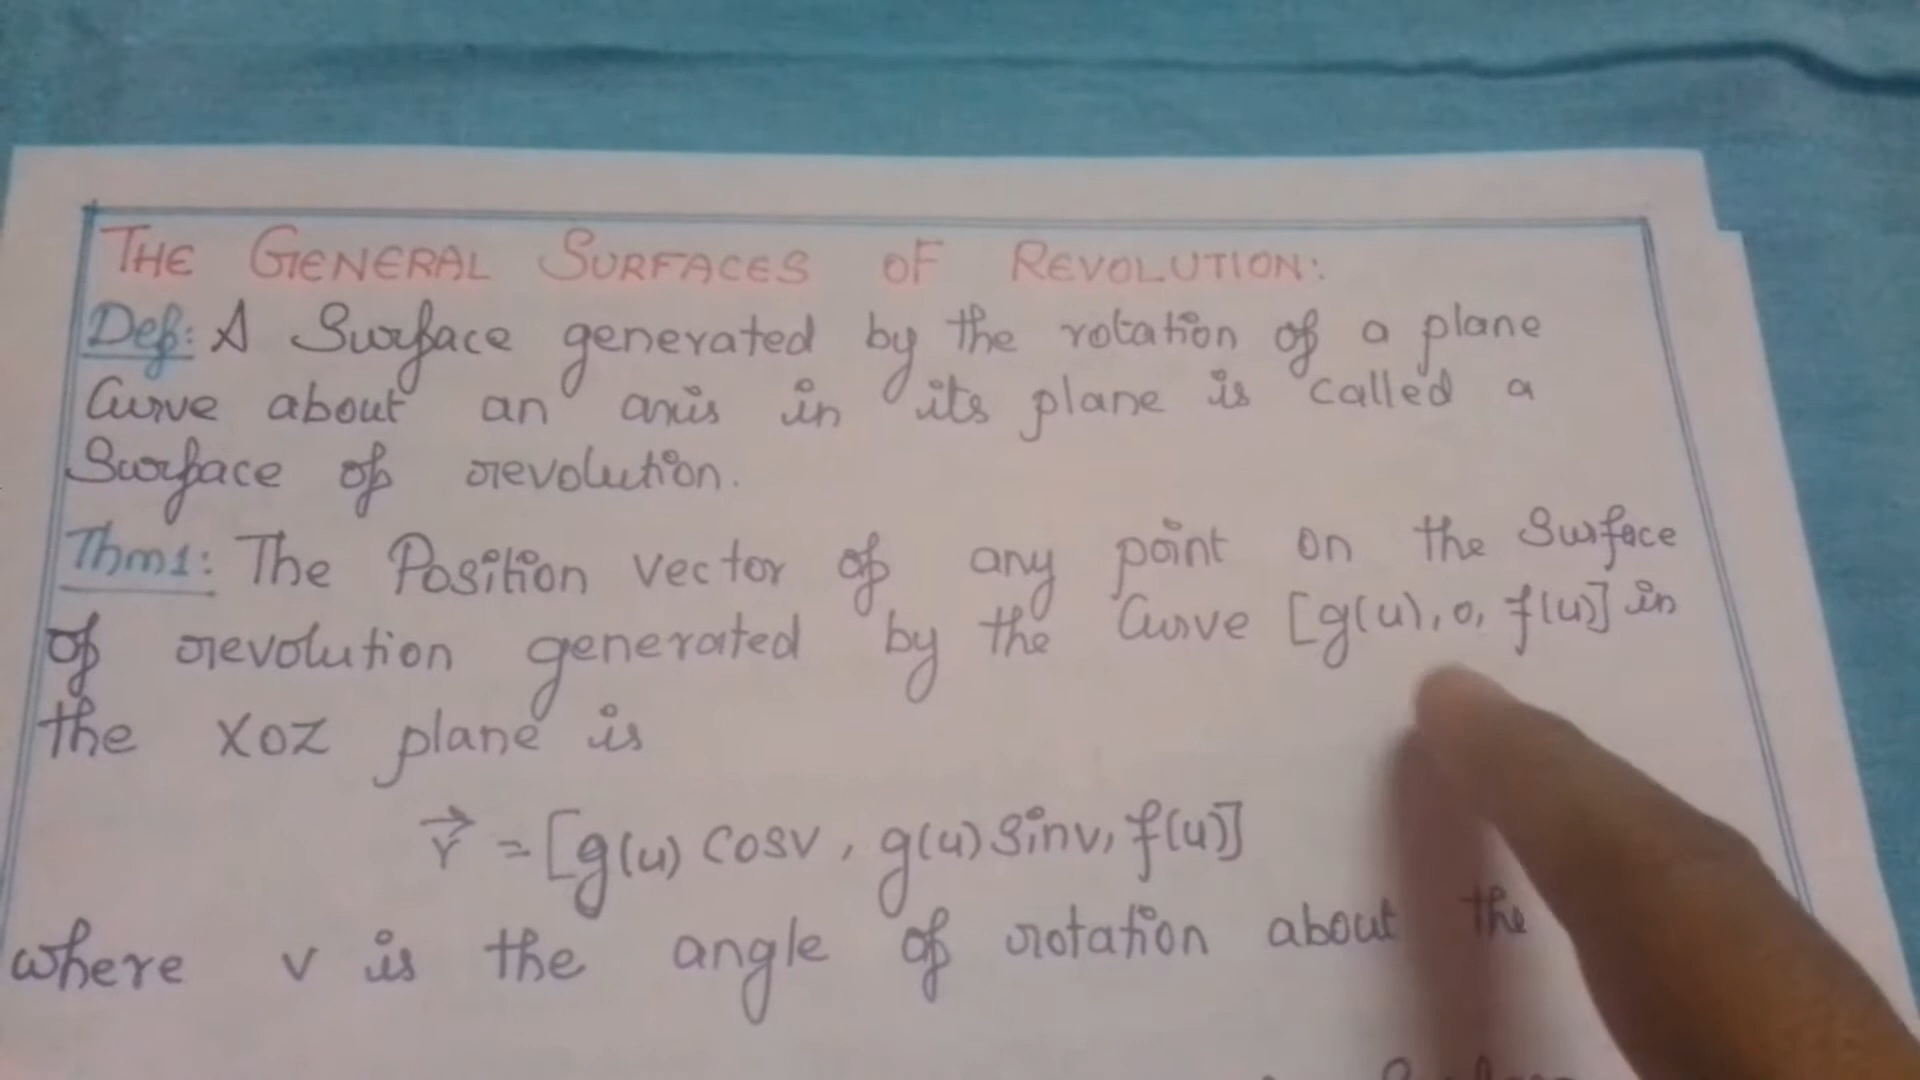 THE GENERAL SURFACES OF REVOLUTION:
Def: A Surface generated by the rotation of a plane
Curve about an axis in its plane is called a
Surface of revolution.
Thm1: The Position vector of any point on the Surface
of revolution generated by the Curve [g(u), 0, f(u)] in
the XOZ plane is
r⃗ = [g(u) cosv, g(u) sinv, f(u)]
where v is the angle of rotation about the